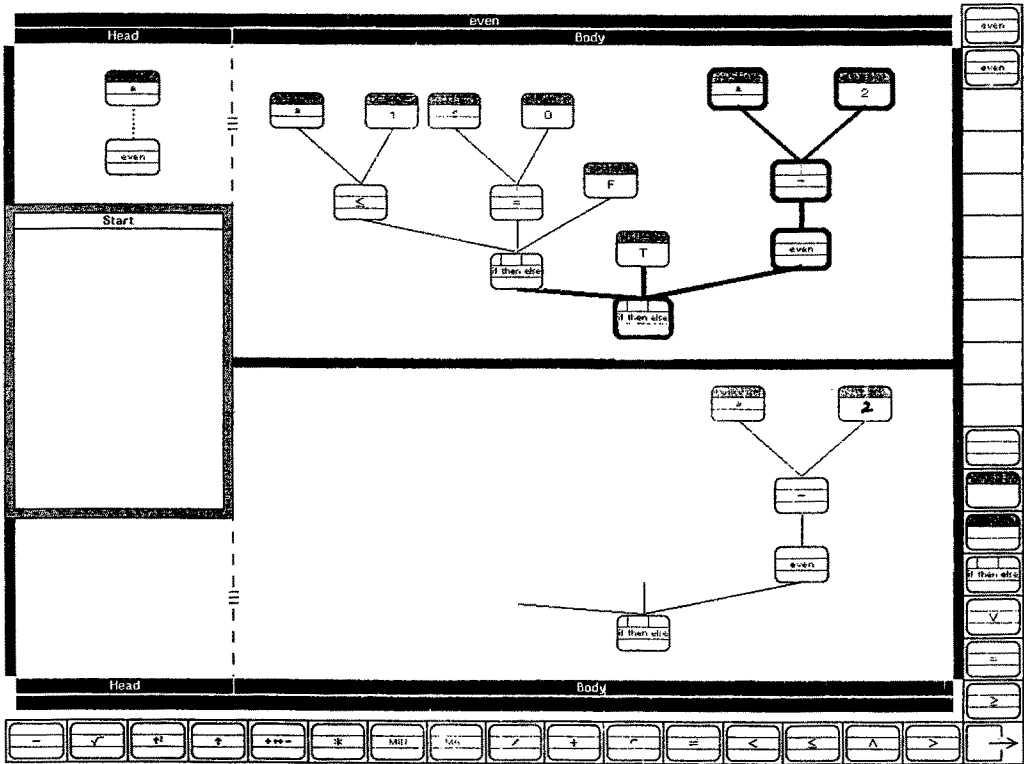 even
Head Body
a
even
a 1 0
≤ = F
if then else
T
a 2
-
even
if then else
Start
2
-
even
if then else
Head Body
even
even
if then else
=
≥
- √ * / + = < ≤ >